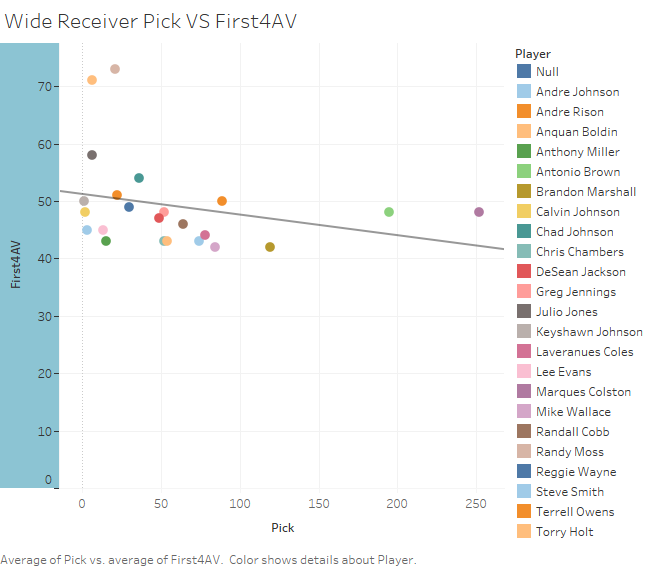 Wide Receiver Pick VS First4AV
First4AV
70
60
50
40
30
20
10
0
0 50 100 150 200 250
Pick
Player
Null
Andre Johnson
Andre Rison
Anquan Boldin
Anthony Miller
Antonio Brown
Brandon Marshall
Calvin Johnson
Chad Johnson
Chris Chambers
DeSean Jackson
Greg Jennings
Julio Jones
Keyshawn Johnson
Laveranues Coles
Lee Evans
Marques Colston
Mike Wallace
Randall Cobb
Randy Moss
Reggie Wayne
Steve Smith
Terrell Owens
Torry Holt
Average of Pick vs. average of First4AV. Color shows details about Player.